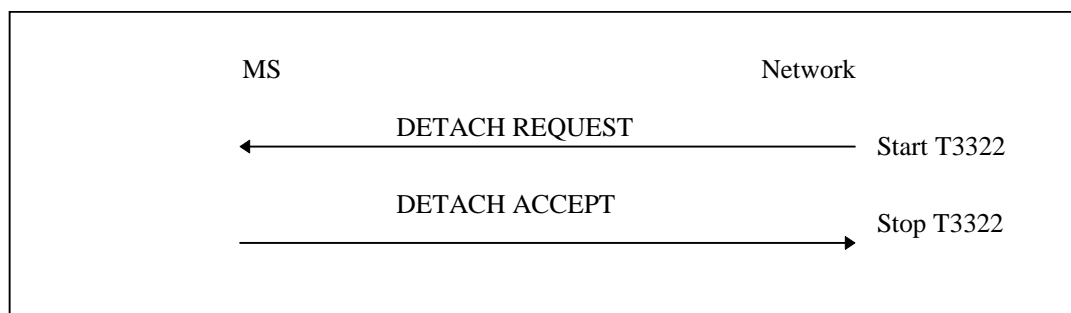 MS
Network
DETACH REQUEST
Start T3322
DETACH ACCEPT
Stop T3322